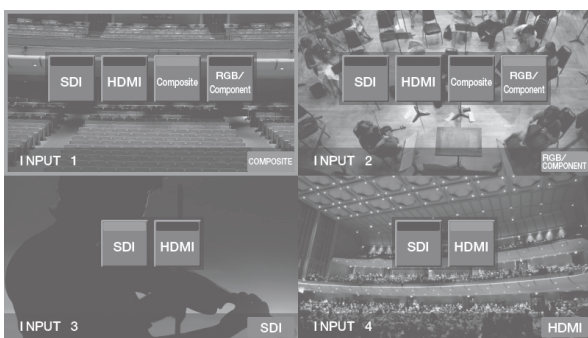 SDI HDMI Composite RGB/
Component
INPUT 1 COMPOSITE
SDI HDMI Composite RGB/
Component
INPUT 2 RGB/
COMPONENT
SDI HDMI
INPUT 3 SDI
SDI HDMI
INPUT 4 HDMI